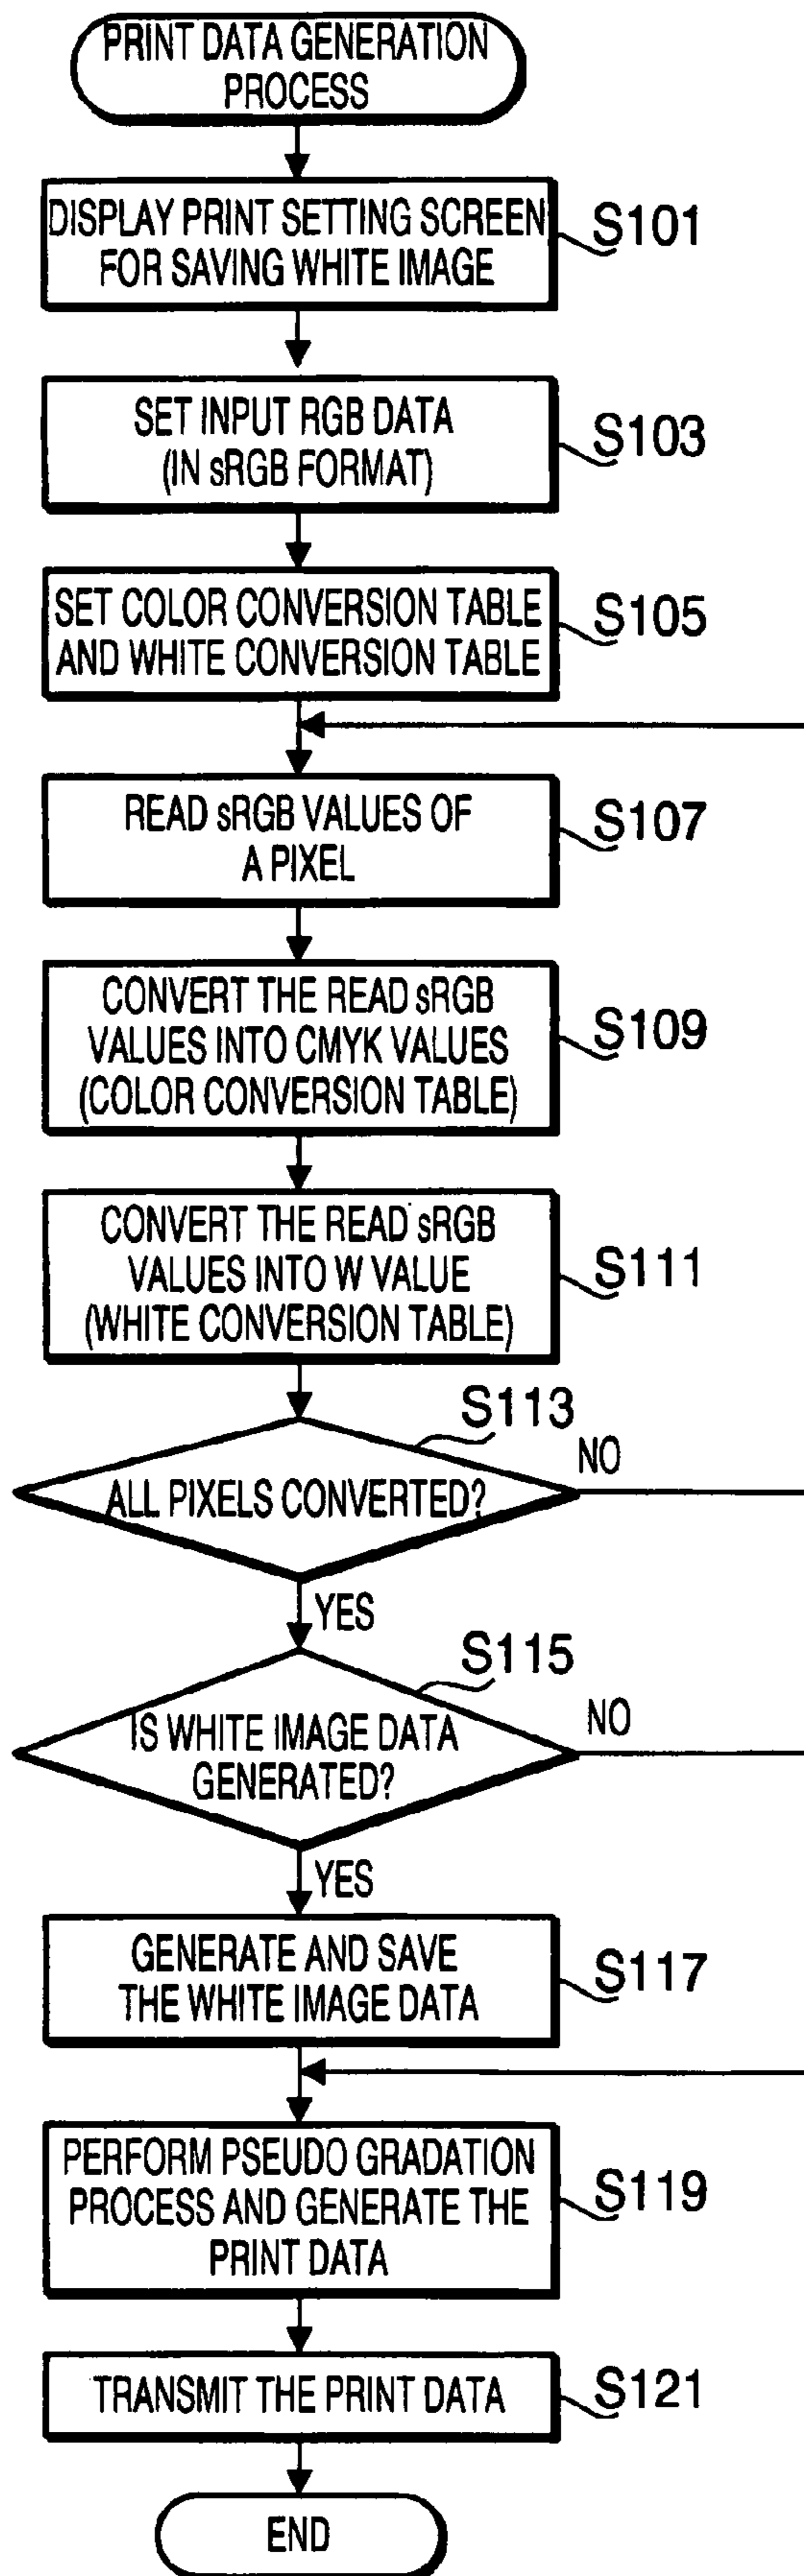 PRINT DATA GENERATION
PROCESS
DISPLAY PRINT SETTING SCREEN
FOR SAVING WHITE IMAGE
S101
SET INPUT RGB DATA
(IN sRGB FORMAT)
S103
SET COLOR CONVERSION TABLE
AND WHITE CONVERSION TABLE
S105
READ sRGB VALUES OF
A PIXEL
S107
CONVERT THE READ sRGB
VALUES INTO CMYK VALUES
(COLOR CONVERSION TABLE)
S109
CONVERT THE READ sRGB
VALUES INTO W VALUE
(WHITE CONVERSION TABLE)
S111
S113
ALL PIXELS CONVERTED?
NO
YES
S115
IS WHITE IMAGE DATA
GENERATED?
NO
YES
GENERATE AND SAVE
THE WHITE IMAGE DATA
S117
PERFORM PSEUDO GRADATION
PROCESS AND GENERATE THE
PRINT DATA
S119
TRANSMIT THE PRINT DATA
S121
END